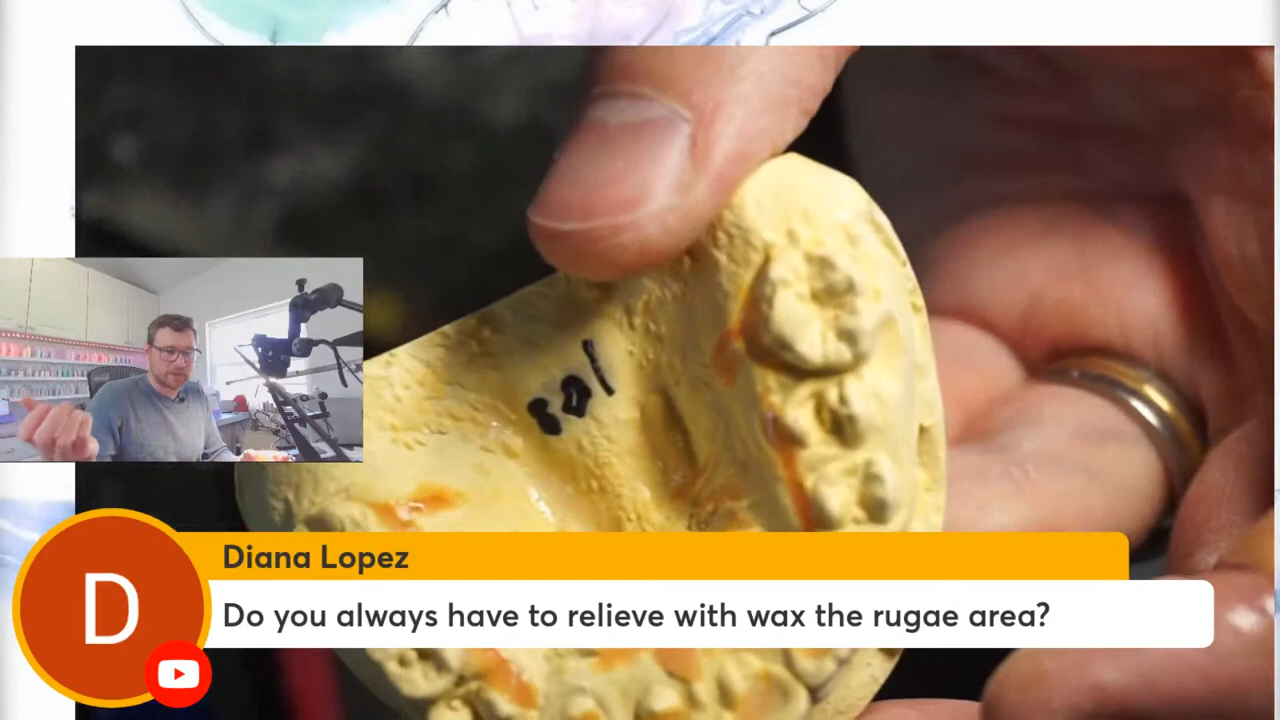 Diana Lopez
Do you always have to relieve with wax the rugae area?
D